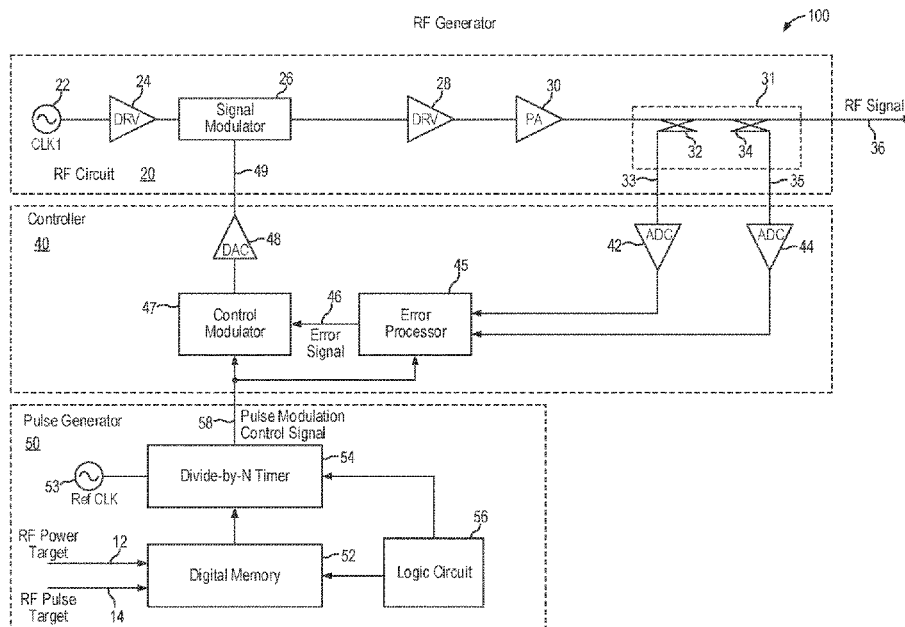 RF Generator
100
22
24
26
28
30
31
DRV
Signal
Modulator
DRV
PA
RF Signal
CLK1
32
34
36
RF Circuit 20
49
33
35
Controller
40
DAC
48
42
ADC
ADC
44
47
Control
Modulator
46
Error
Signal
45
Error
Processor
Pulse Generator
50
58
Pulse Modulation
Control Signal
53
Ref CLK
Divide-by-N Timer
54
RF Power
Target
12
56
Digital Memory
52
Logic Circuit
RF Pulse
Target
14